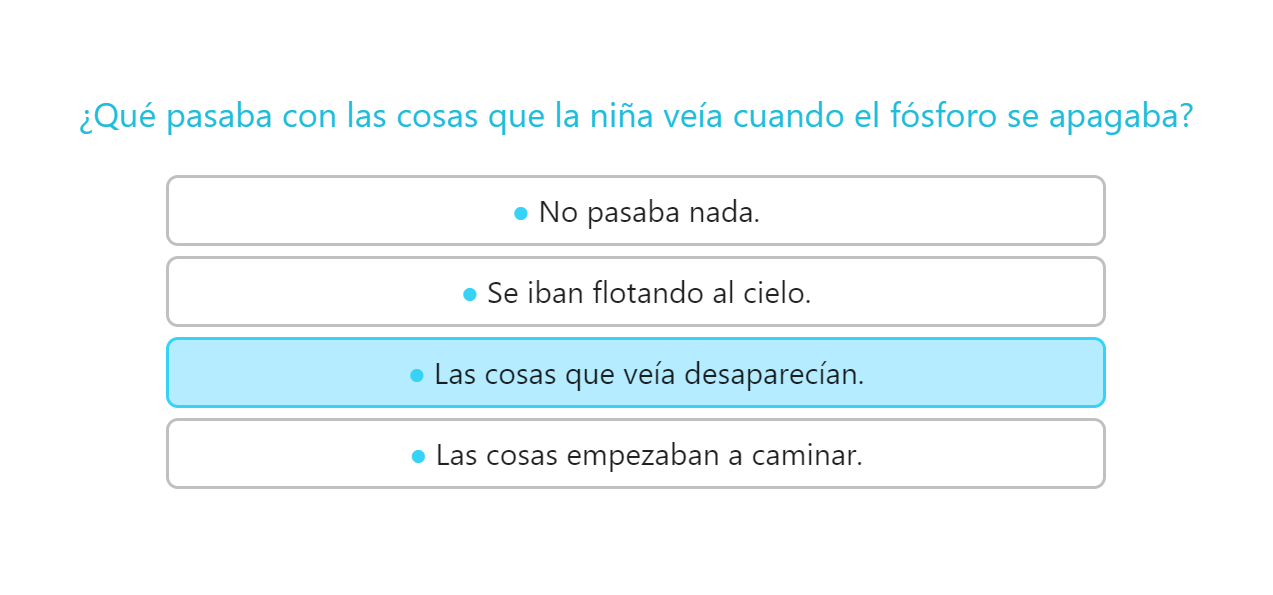 ¿Qué pasaba con las cosas que la niña veía cuando el fósforo se apagaba?
● No pasaba nada.
● Se iban flotando al cielo.
● Las cosas que veía desaparecían.
● Las cosas empezaban a caminar.